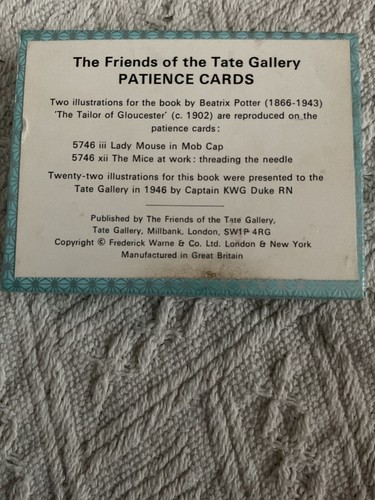 The Friends of the Tate Gallery
PATIENCE CARDS
Two illustrations for the book by Beatrix Potter (1866-1943)
'The Tailor of Gloucester' (c. 1902) are reproduced on the
patience cards:
5746 iii Lady Mouse in Mob Cap
5746 xii The Mice at work: threading the needle
Twenty-two illustrations for this book were presented to the
Tate Gallery in 1946 by Captain KWG Duke RN
Published by The Friends of the Tate Gallery,
Tate Gallery, Millbank, London, SW1P 4RG
Copyright © Frederick Warne & Co. Ltd. London & New York
Manufactured in Great Britain